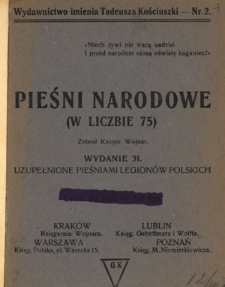 Wydawnictwo imienia Tadeusza Kościuszki — Nr. 2.
«Niech żywi nie tracą nadziei
I przed narodem niosą oświaty kaganiec!»
PIEŚNI NARODOWE
(W LICZBIE 75)
Zebrał Kasper Wojnar.
WYDANIE 31.
UZUPEŁNIONE PIEŚNIAMI LEGIONÓW POLSKICH
KRAKÓW
Księgarnia Wojnara.
WARSZAWA
Księg. Polska, ul. Warecka 15.
LUBLIN
Księg. Gebethnera i Wolffa,
POZNAŃ
Księg. M. Niemierkiewicza.
G K